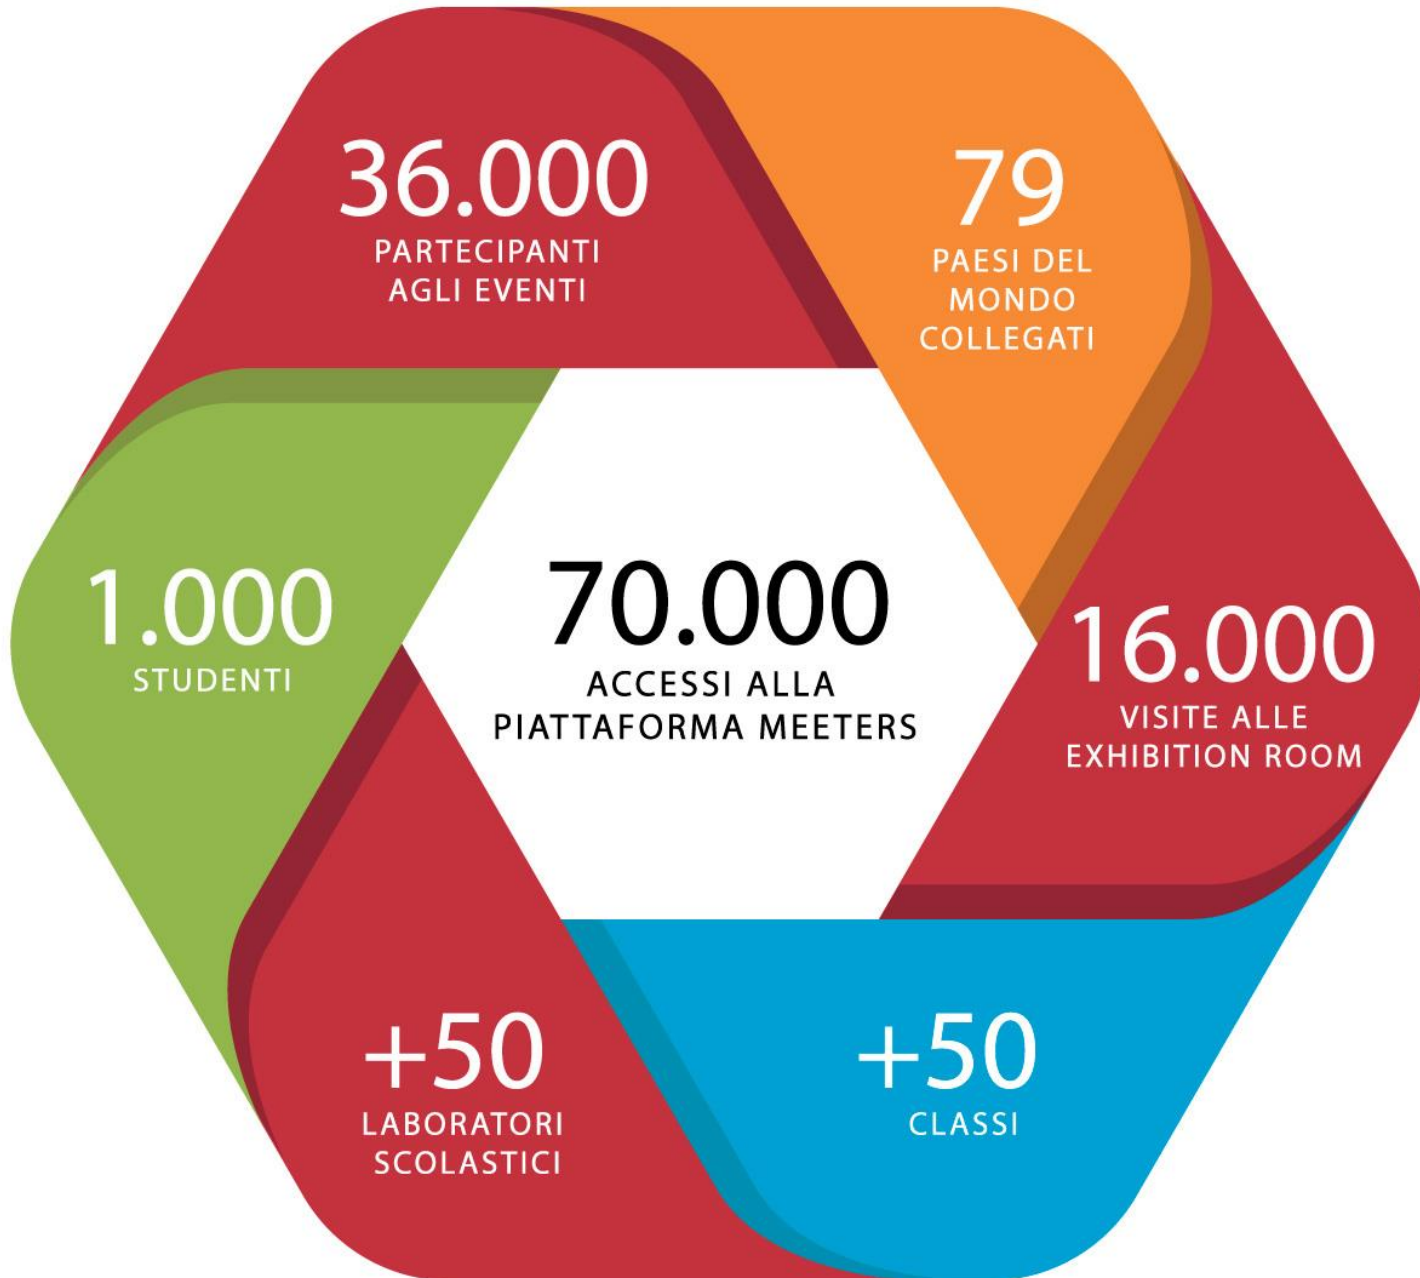 36.000
PARTECIPANTI
AGLI EVENTI
79
PAESI DEL
MONDO
COLLEGATI
1.000
STUDENTI
70.000
ACCESSI ALLA
PIATTAFORMA MEETERS
16.000
VISITE ALLE
EXHIBITION ROOM
+50
LABORATORI
SCOLASTICI
+50
CLASSI